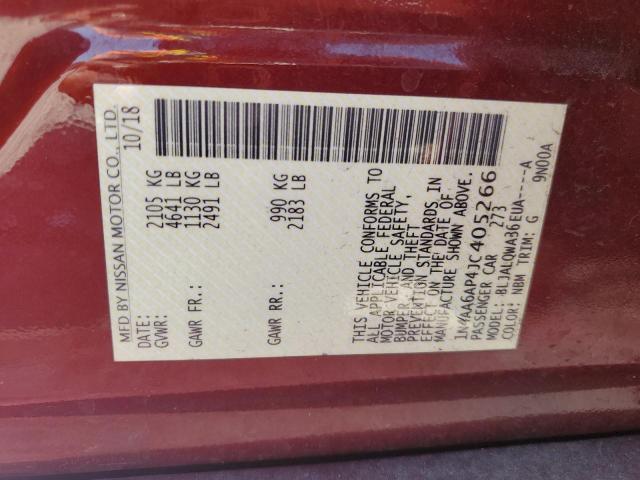 MFD BY NISSAN MOTOR CO., LTD.
DATE: 10/18
GVWR: 2105 KG
4641 LB
GAWR FR: 1130 KG
2491 LB
GAWR RR: 990 KG
2183 LB
THIS VEHICLE CONFORMS TO
ALL APPLICABLE FEDERAL
MOTOR VEHICLE SAFETY,
BUMPER, AND THEFT
PREVENTION STANDARDS IN
EFFECT ON THE DATE OF
MANUFACTURE SHOWN ABOVE.
1N4AA6AP4JC405266
PASSENGER CAR 273
MODEL: BLJALQWA36EUA----A
COLOR: NBM TRIM: G 9N00A